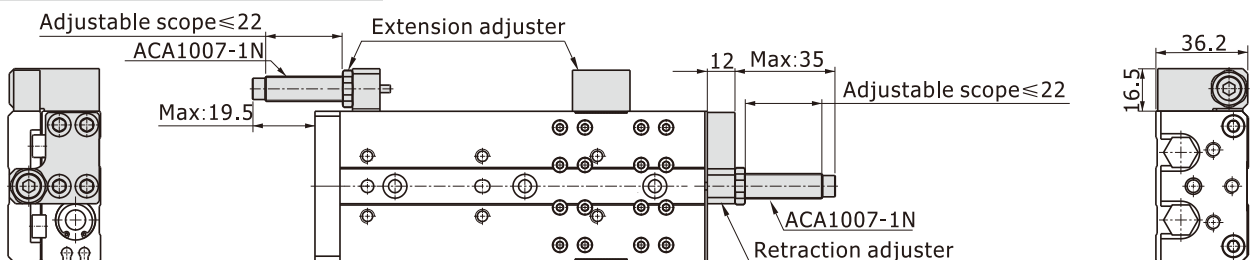 Adjustable scope≤22
Extension adjuster
ACA1007-1N
12
Max:35
36.2
16.5
Adjustable scope≤22
Max:19.5
ACA1007-1N
Retraction adjuster